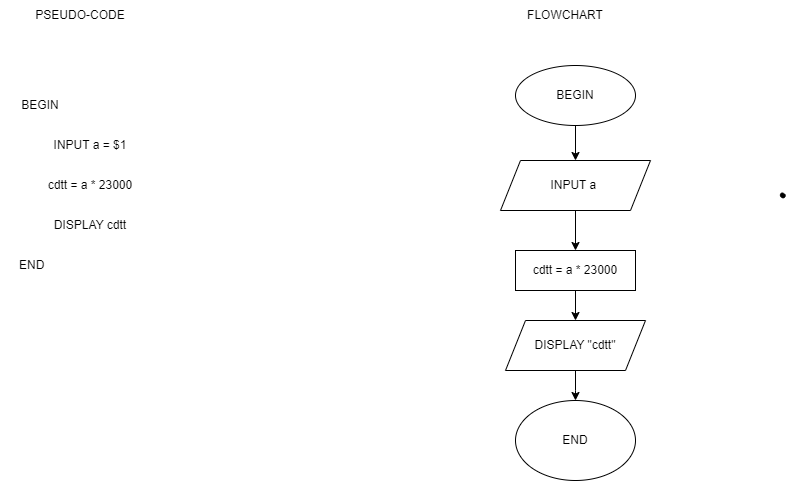 PSEUDO-CODE
BEGIN
INPUT a = $1
cdtt = a * 23000
DISPLAY cdtt
END
FLOWCHART
BEGIN
INPUT a
cdtt = a * 23000
DISPLAY "cdtt"
END